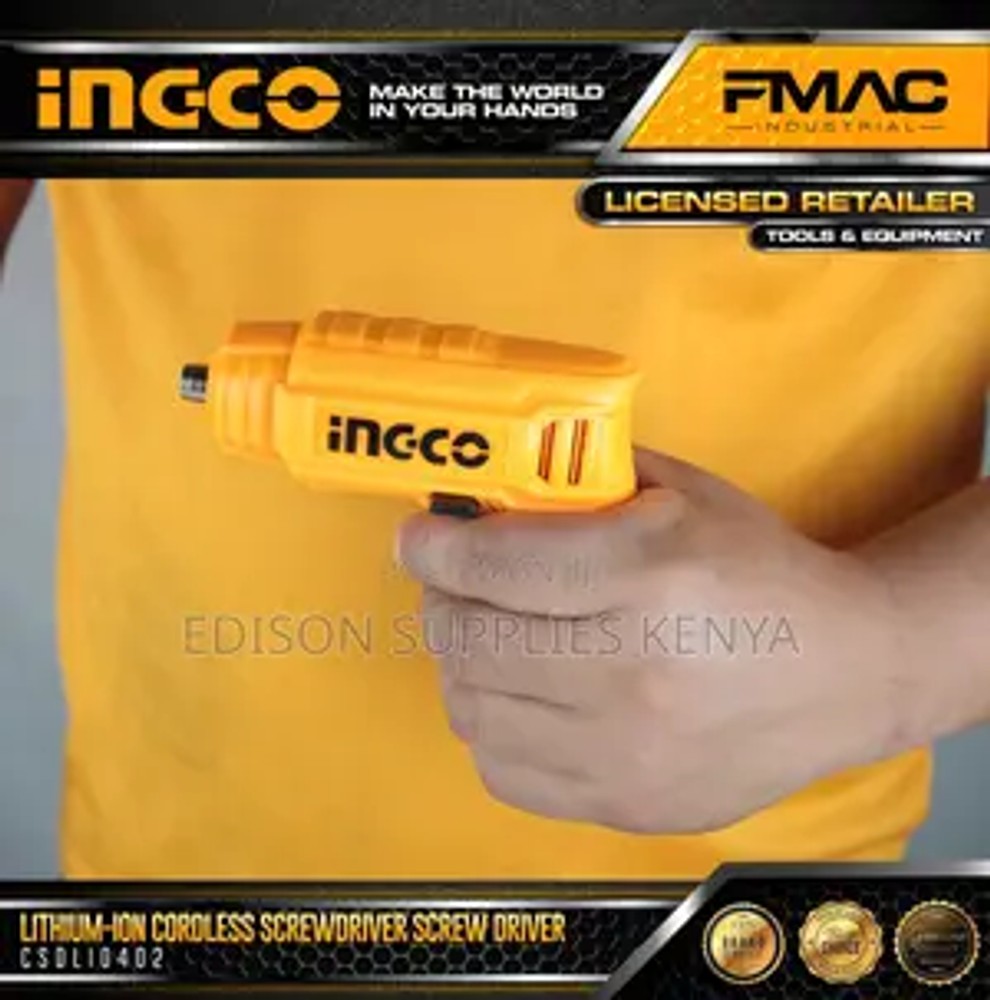 INGCO
MAKE THE WORLD
IN YOUR HANDS
FMAC
INDUSTRIAL
LICENSED RETAILER
TOOLS & EQUIPMENT
INGCO
EDISON SUPPLIES KENYA
LITHIUM-ION CORDLESS SCREWDRIVER SCREW DRIVER
CSDLI0402